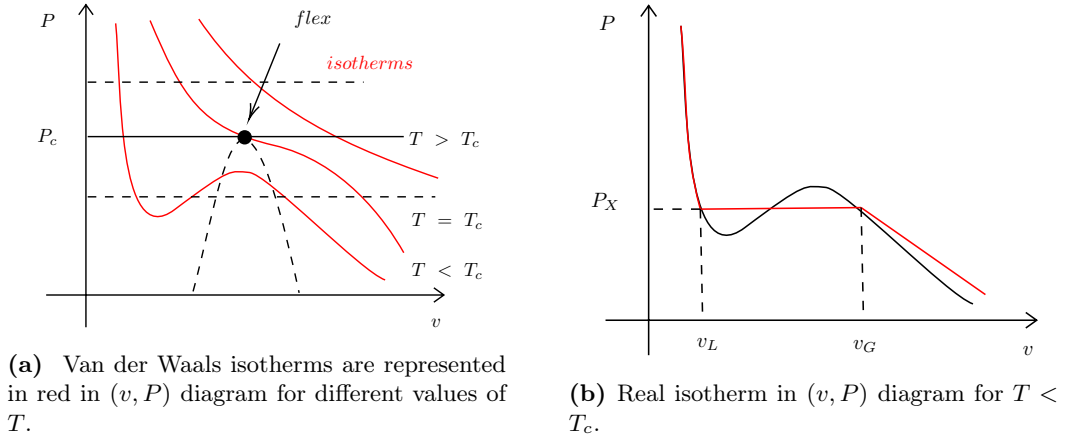 P
flex
isotherms
P_c
T > T_c
T = T_c
T < T_c
v
(a) Van der Waals isotherms are represented
in red in (v, P) diagram for different values of
T.
P
P_X
v_L
v_G
v
(b) Real isotherm in (v, P) diagram for T <
T_c.